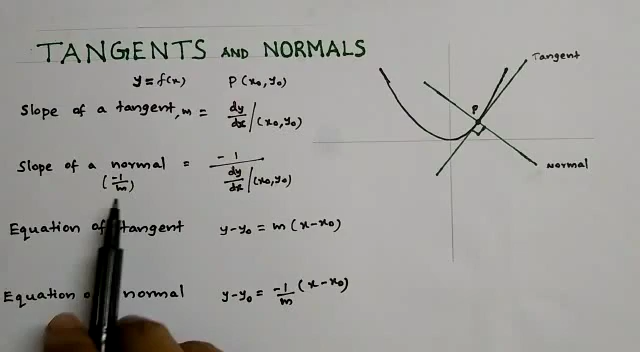 TANGENTS AND NORMALS
y = f(x) P(x₀, y₀)
Slope of a tangent, m = dy/dx / (x₀, y₀)
Slope of a normal = -1 / dy/dx / (x₀, y₀)
(-1/m)
Equation of tangent y-y₀ = m(x-x₀)
Equation normal y-y₀ = -1/m (x-x₀)
Tangent
P
Normal